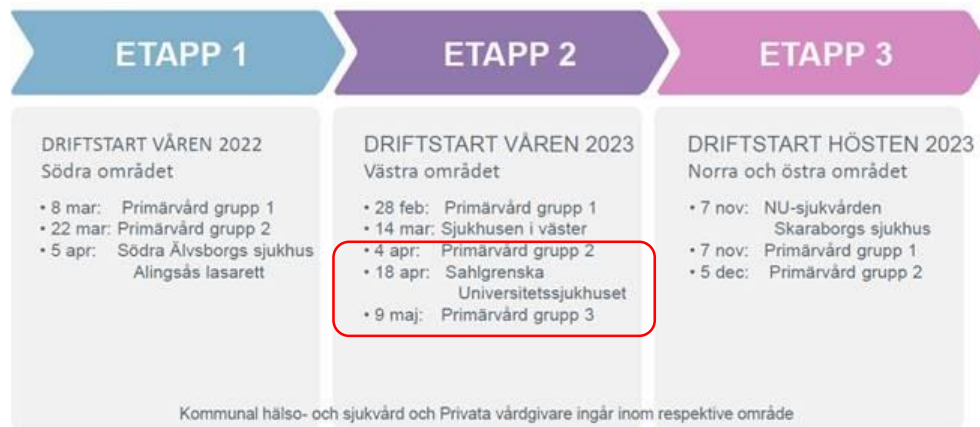 ETAPP 1
DRIFTSTART VÅREN 2022
Södra området
• 8 mar: Primärvård grupp 1
• 22 mar: Primärvård grupp 2
• 5 apr: Södra Älvsborgs sjukhus
Alingsås lasarett
ETAPP 2
DRIFTSTART VÅREN 2023
Västra området
• 28 feb: Primärvård grupp 1
• 14 mar: Sjukhusen i väster
• 4 apr: Primärvård grupp 2
• 18 apr: Sahlgrenska
Universitetssjukhuset
• 9 maj: Primärvård grupp 3
ETAPP 3
DRIFTSTART HÖSTEN 2023
Norra och östra området
• 7 nov: NU-sjukvården
Skaraborgs sjukhus
• 7 nov: Primärvård grupp 1
• 5 dec: Primärvård grupp 2
Kommunal hälso- och sjukvård och Privata vårdgivare ingår inom respektive område